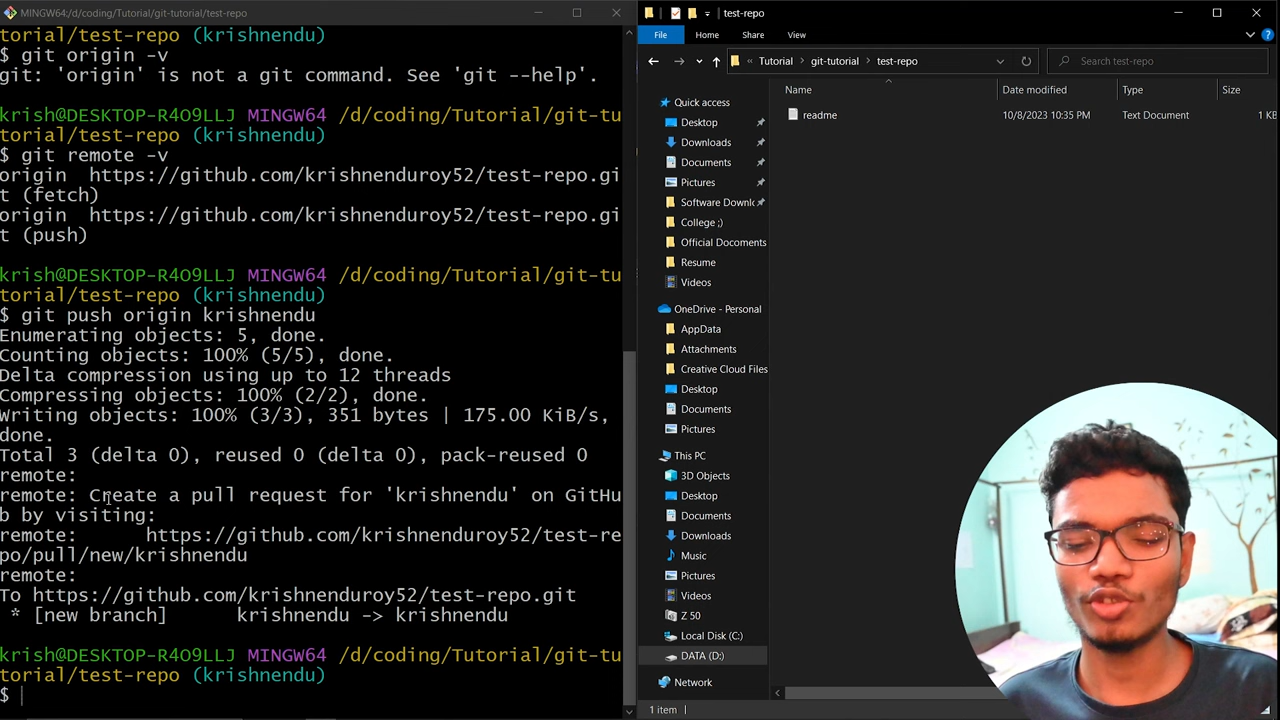 MINGW64:/d/coding/Tutorial/git-tutorial/test-repo
torial/test-repo (krishnendu)
$ git origin -v
git: 'origin' is not a git command. See 'git --help'.
krish@DESKTOP-R4O9LLJ MINGW64 /d/coding/Tutorial/git-tu
torial/test-repo (krishnendu)
$ git remote -v
origin  https://github.com/krishnenduroy52/test-repo.gi
t (fetch)
origin  https://github.com/krishnenduroy52/test-repo.gi
t (push)
krish@DESKTOP-R4O9LLJ MINGW64 /d/coding/Tutorial/git-tu
torial/test-repo (krishnendu)
$ git push origin krishnendu
Enumerating objects: 5, done.
Counting objects: 100% (5/5), done.
Delta compression using up to 12 threads
Compressing objects: 100% (2/2), done.
Writing objects: 100% (3/3), 351 bytes | 175.00 KiB/s,
done.
Total 3 (delta 0), reused 0 (delta 0), pack-reused 0
remote:
remote: Create a pull request for 'krishnendu' on GitHu
b by visiting:
remote:      https://github.com/krishnenduroy52/test-re
po/pull/new/krishnendu
remote:
To https://github.com/krishnenduroy52/test-repo.git
 * [new branch]      krishnendu -> krishnendu
krish@DESKTOP-R4O9LLJ MINGW64 /d/coding/Tutorial/git-tu
torial/test-repo (krishnendu)
$
test-repo
File Home Share View
« Tutorial > git-tutorial > test-repo
Search test-repo
Name Date modified Type Size
readme 10/8/2023 10:35 PM Text Document 1 KB
Quick access
Desktop
Downloads
Documents
Pictures
Software Downlo
College ;)
Official Docoments
Resume
Videos
OneDrive - Personal
AppData
Attachments
Creative Cloud Files
Desktop
Documents
Pictures
This PC
3D Objects
Desktop
Documents
Downloads
Music
Pictures
Videos
Z 50
Local Disk (C:)
DATA (D:)
Network
1 item